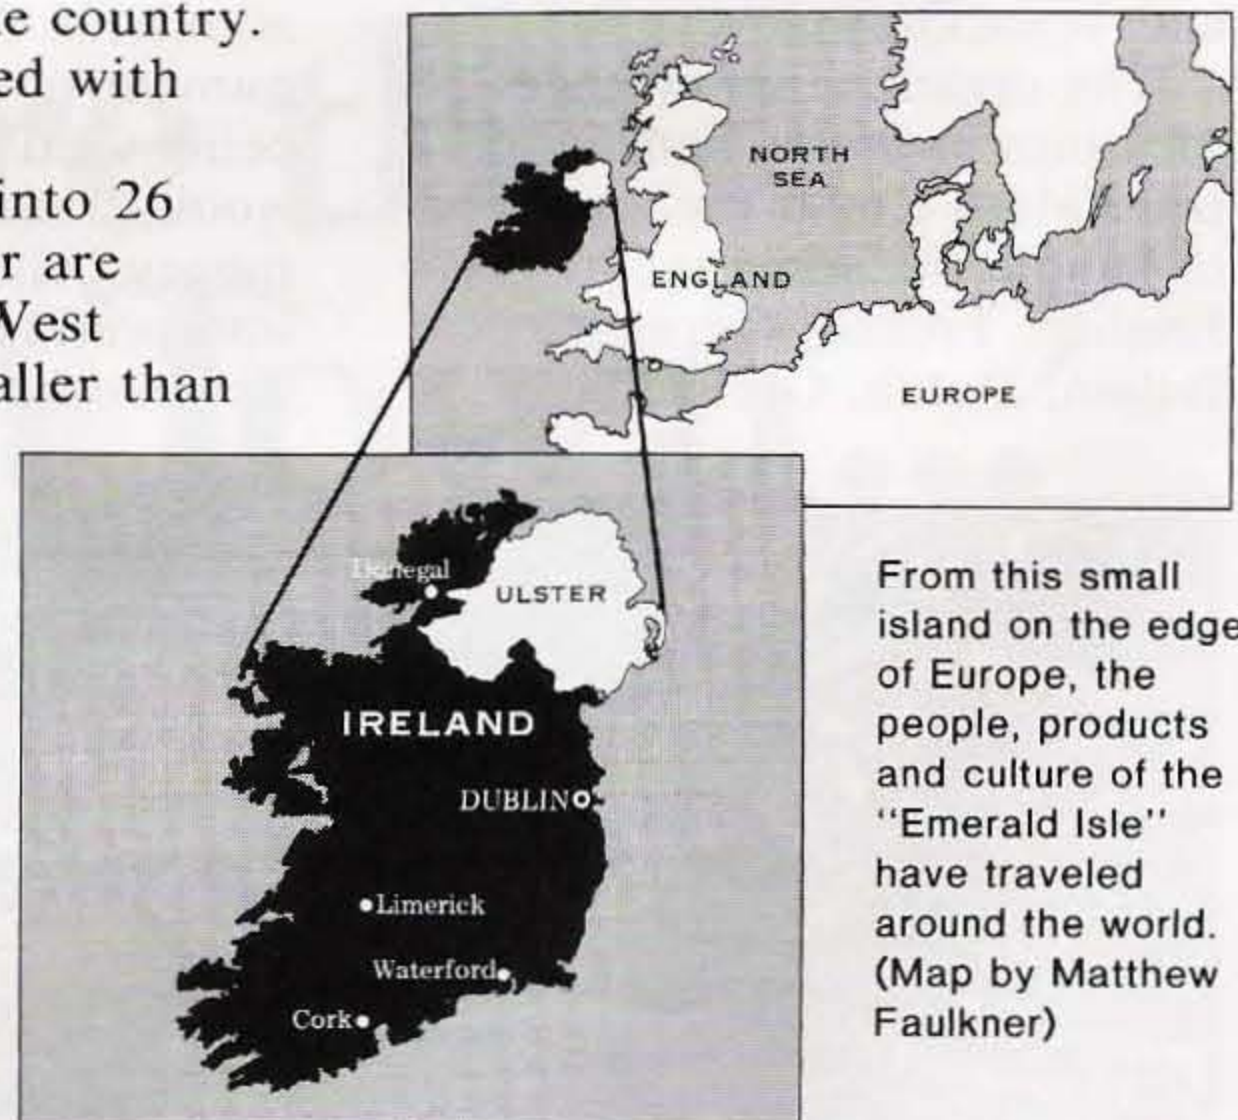 e country.
ed with
into 26
r are
West
aller than
NORTH
SEA
ENGLAND
EUROPE
Donegal
ULSTER
IRELAND
DUBLIN
Limerick
Waterford
Cork
From this small
island on the edge
of Europe, the
people, products
and culture of the
‘‘Emerald Isle’’
have traveled
around the world.
(Map by Matthew
Faulkner)